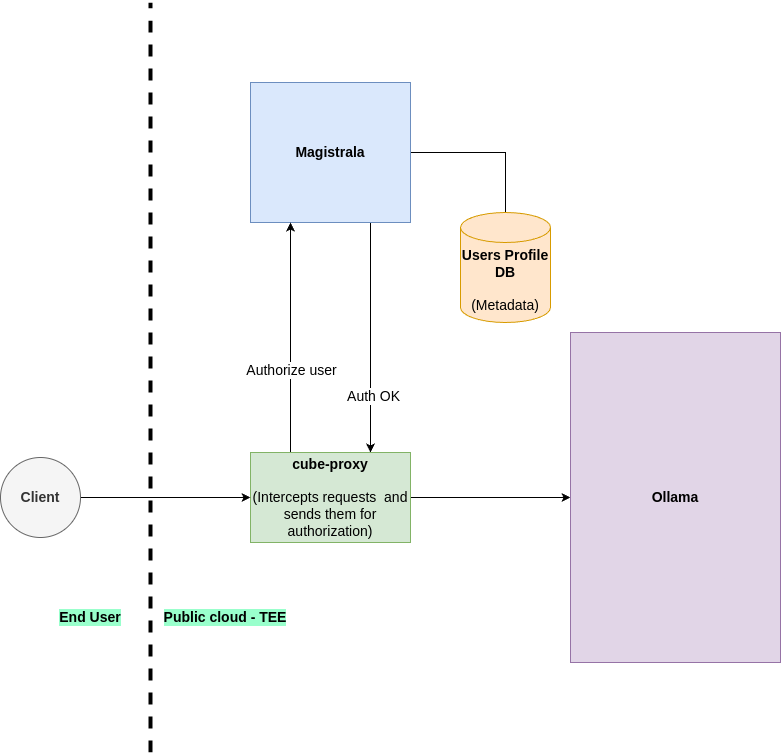 Magistrala
Users Profile
DB
(Metadata)
Authorize user
Auth OK
cube-proxy
(Intercepts requests  and
sends them for
authorization)
Client
Ollama
End User
Public cloud - TEE